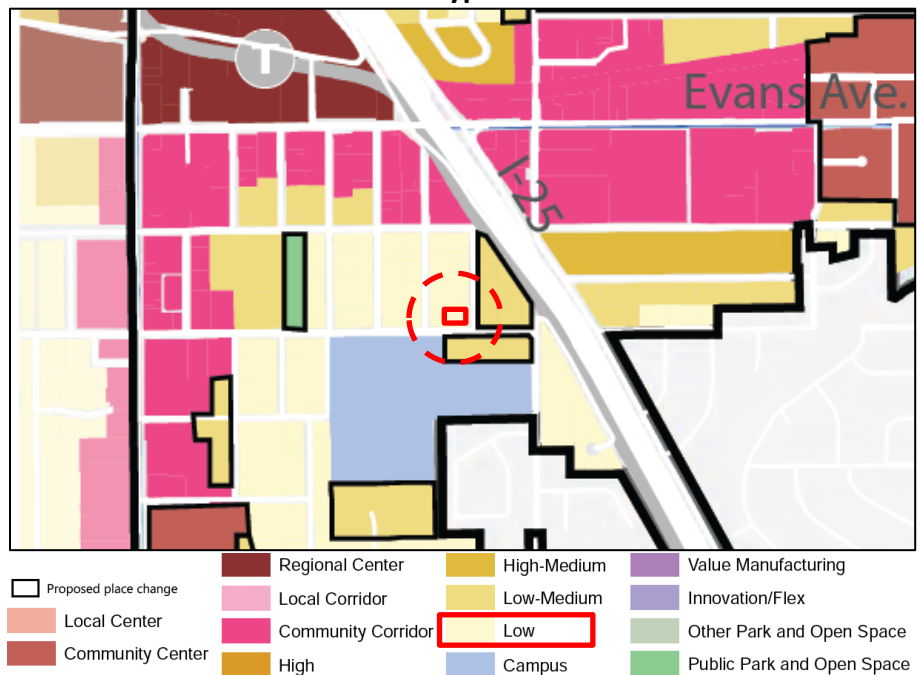 T
Evans Ave.
I-25
Proposed place change
Local Center
Community Center
Regional Center
Local Corridor
Community Corridor
High
High-Medium
Low-Medium
Low
Campus
Value Manufacturing
Innovation/Flex
Other Park and Open Space
Public Park and Open Space